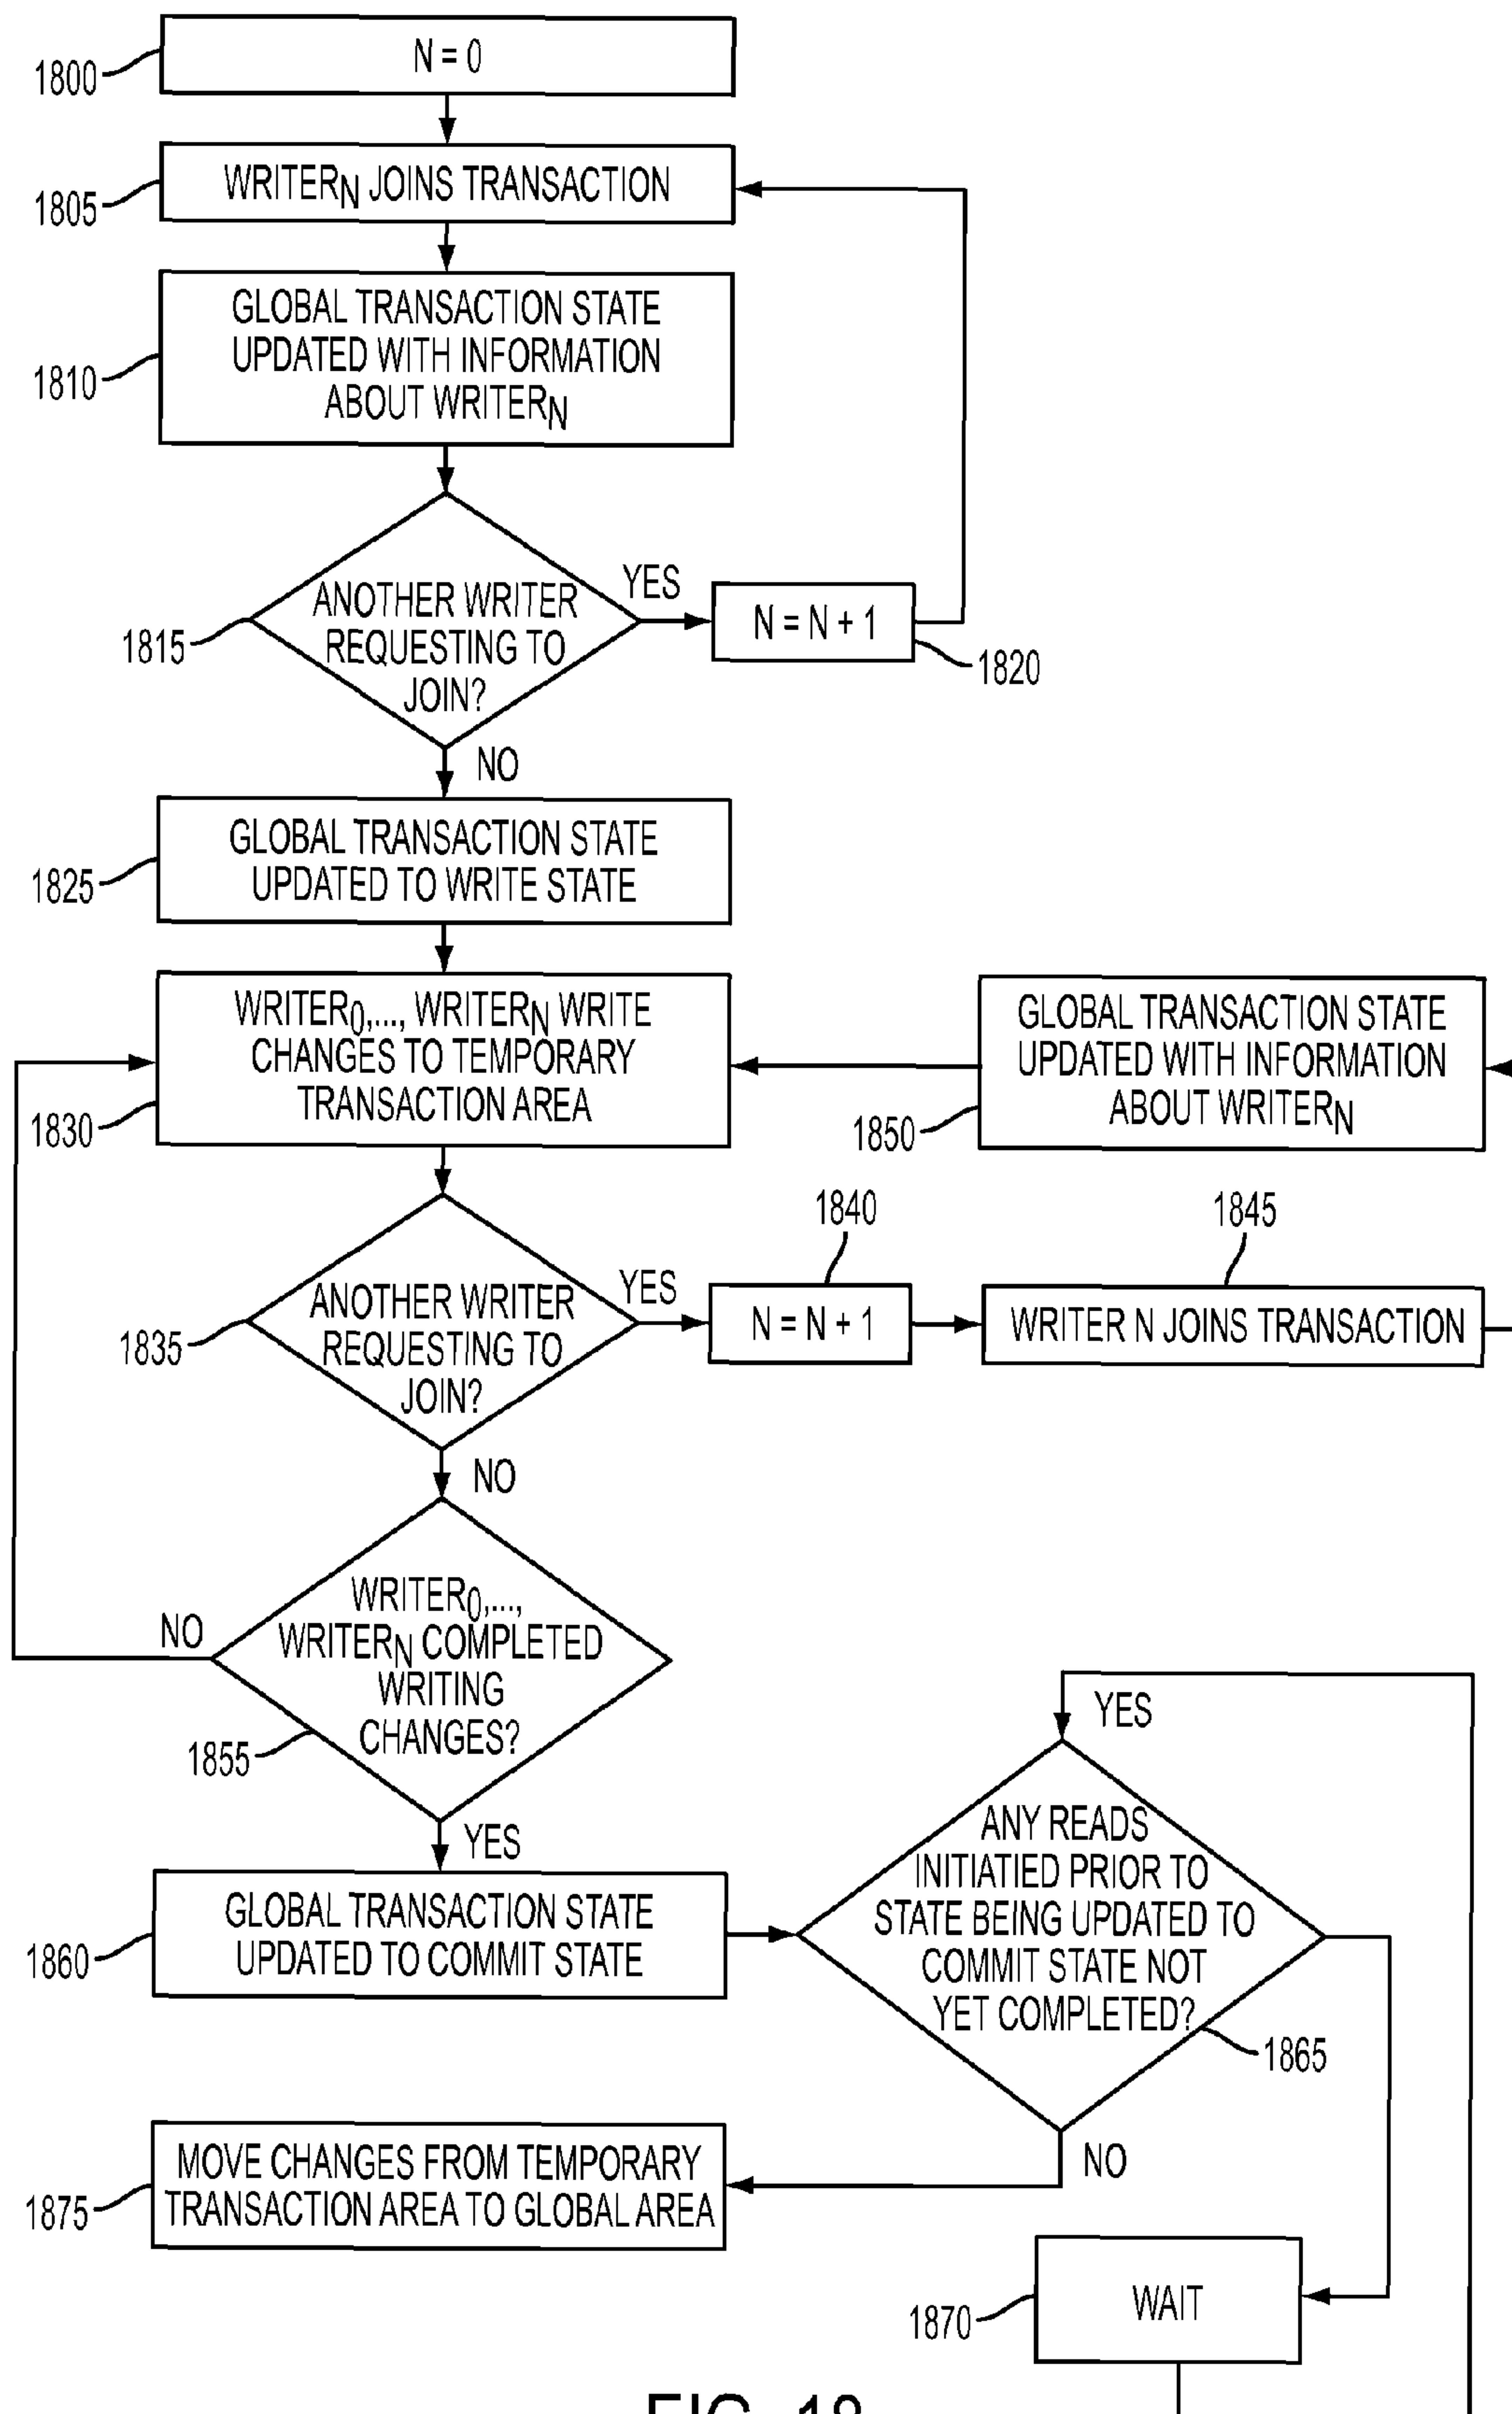 N = 0
1800
WRITERN JOINS TRANSACTION
1805
GLOBAL TRANSACTION STATE
UPDATED WITH INFORMATION
ABOUT WRITERN
1810
ANOTHER WRITER
REQUESTING TO
JOIN?
1815
YES
N = N + 1
1820
NO
GLOBAL TRANSACTION STATE
UPDATED TO WRITE STATE
1825
WRITER0,..., WRITERN WRITE
CHANGES TO TEMPORARY
TRANSACTION AREA
1830
GLOBAL TRANSACTION STATE
UPDATED WITH INFORMATION
ABOUT WRITERN
1850
ANOTHER WRITER
REQUESTING TO
JOIN?
1835
YES
1840
N = N + 1
1845
WRITER N JOINS TRANSACTION
NO
WRITER0,...,
WRITERN COMPLETED
WRITING
CHANGES?
1855
NO
YES
GLOBAL TRANSACTION STATE
UPDATED TO COMMIT STATE
1860
YES
ANY READS
INITIATIED PRIOR TO
STATE BEING UPDATED TO
COMMIT STATE NOT
YET COMPLETED?
1865
NO
MOVE CHANGES FROM TEMPORARY
TRANSACTION AREA TO GLOBAL AREA
1875
WAIT
1870
FIG. 18